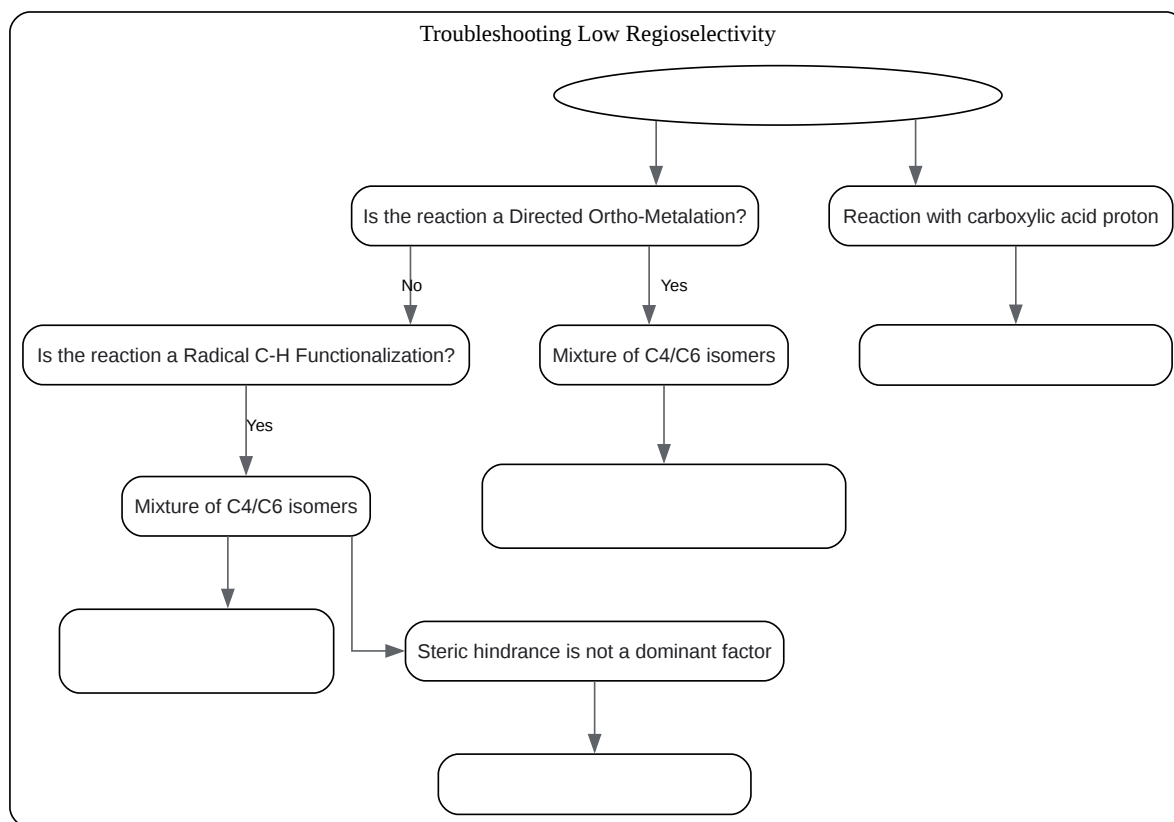 Troubleshooting Low Regioselectivity
Is the reaction a Directed Ortho-Metalation?
Reaction with carboxylic acid proton
No
Yes
Is the reaction a Radical C-H Functionalization?
Mixture of C4/C6 isomers
Yes
Mixture of C4/C6 isomers
Steric hindrance is not a dominant factor